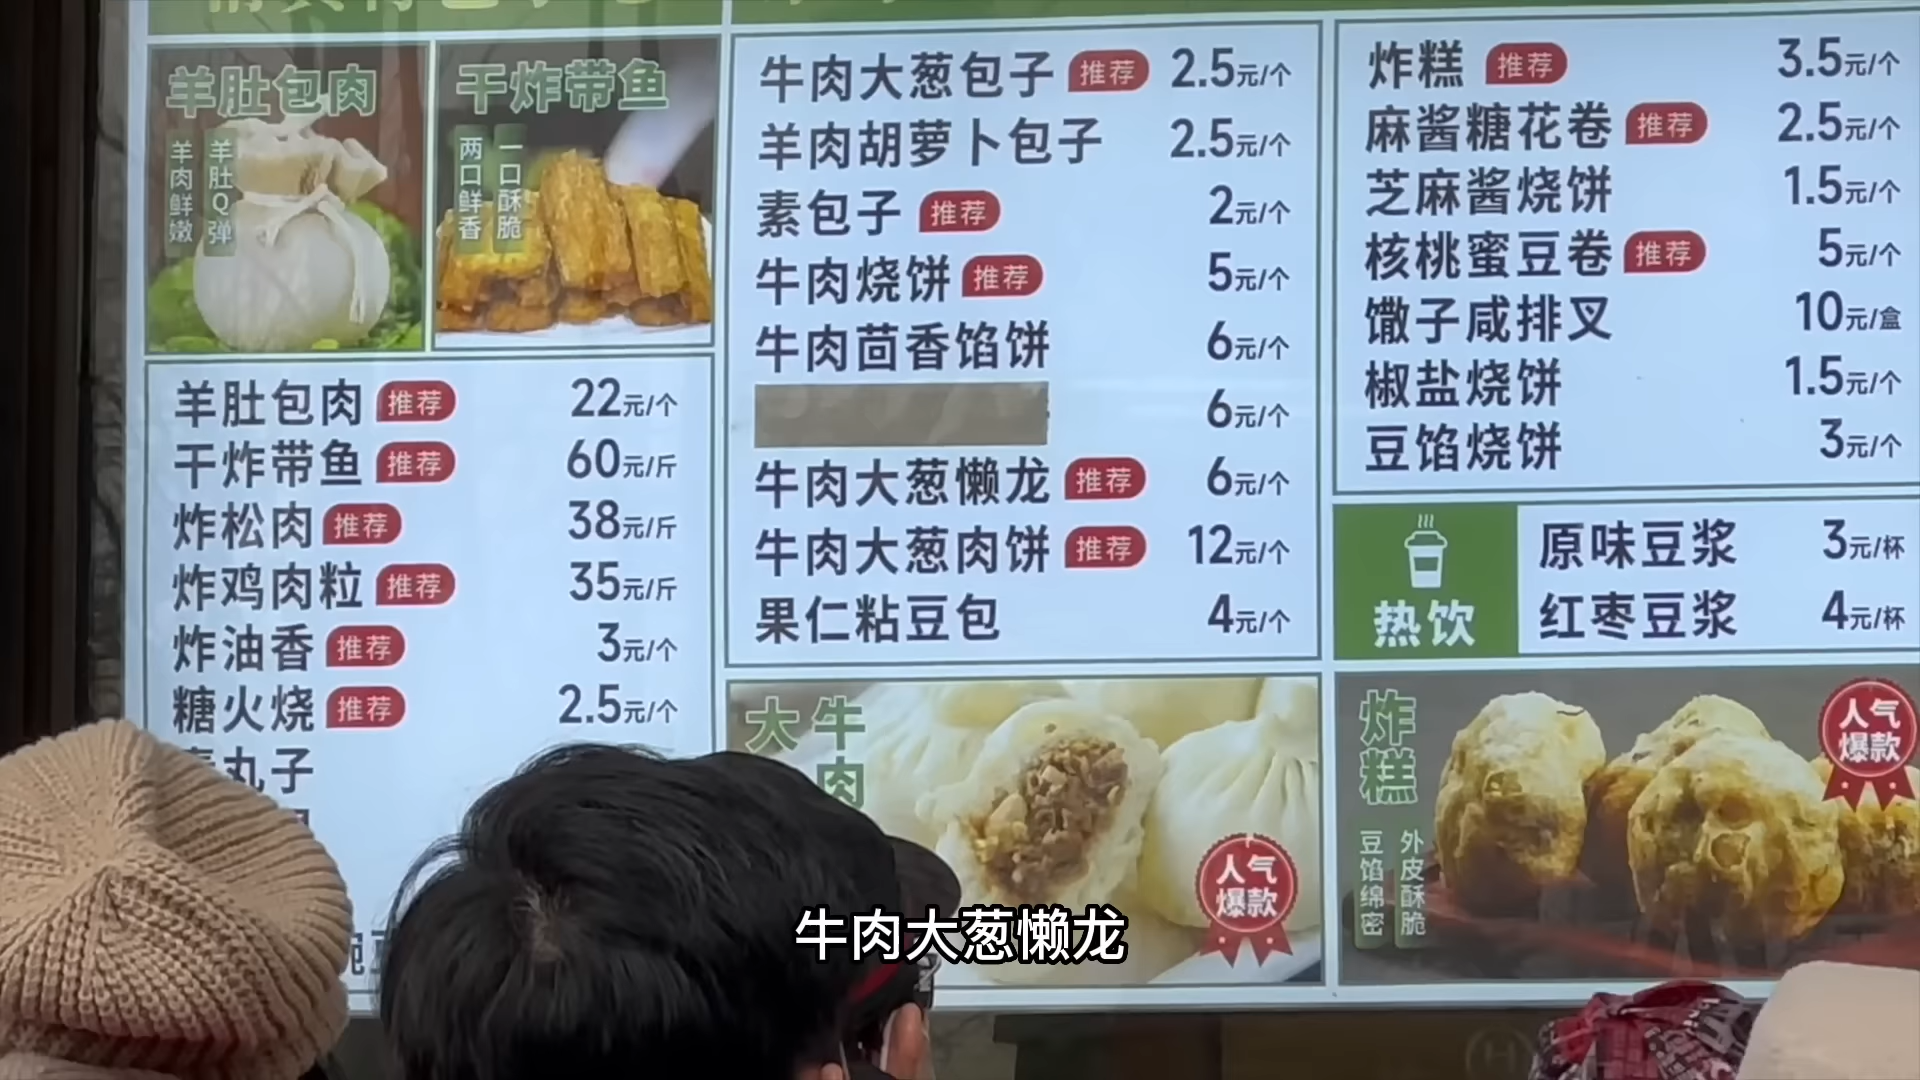 羊肚包肉
羊肚Q弹
羊肉鲜嫩
干炸带鱼
一口酥脆
两口鲜香
羊肚包肉 推荐 22元/个
干炸带鱼 推荐 60元/斤
炸松肉 推荐 38元/斤
炸鸡肉粒 推荐 35元/斤
炸油香 推荐 3元/个
糖火烧 推荐 2.5元/个
丸子
牛肉大葱包子 推荐 2.5元/个
羊肉胡萝卜包子 2.5元/个
素包子 推荐 2元/个
牛肉烧饼 推荐 5元/个
牛肉茴香馅饼 6元/个
6元/个
牛肉大葱懒龙 推荐 6元/个
牛肉大葱肉饼 推荐 12元/个
果仁粘豆包 4元/个
牛肉
大
人气
爆款
炸糕 推荐 3.5元/个
麻酱糖花卷 推荐 2.5元/个
芝麻酱烧饼 1.5元/个
核桃蜜豆卷 推荐 5元/个
馓子咸排叉 10元/盒
椒盐烧饼 1.5元/个
豆馅烧饼 3元/个
热饮
原味豆浆 3元/杯
红枣豆浆 4元/杯
炸糕
外皮酥脆
豆馅绵密
人气
爆款
牛肉大葱懒龙